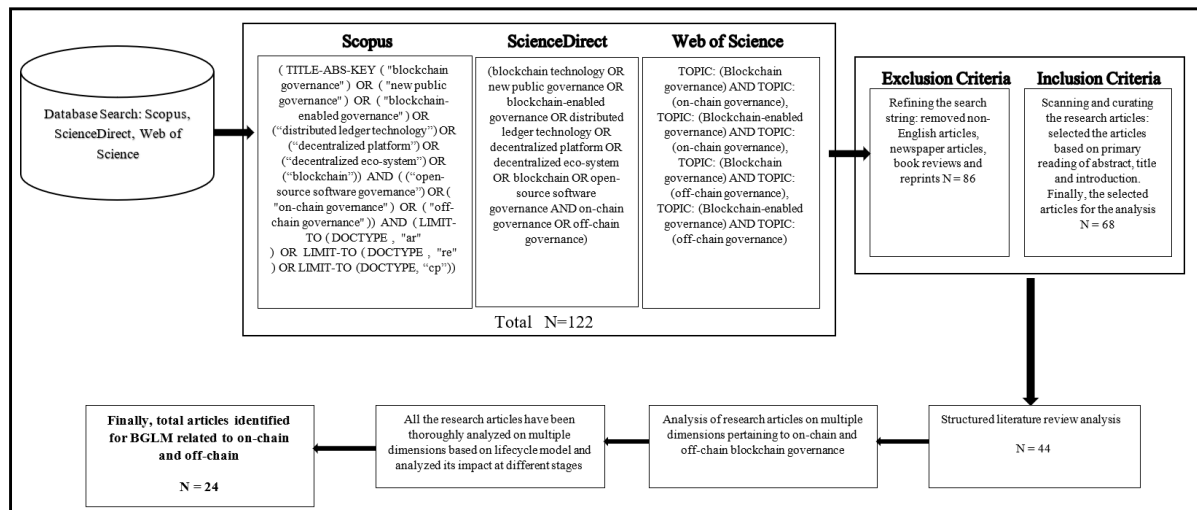 Database Search: Scopus,
ScienceDirect, Web of
Science
Scopus
( TITLE-ABS-KEY ( "blockchain
governance" ) OR ( "new public
governance" ) OR ( "blockchain-
enabled governance" ) OR
(“distributed ledger technology”) OR
(“decentralized platform”) OR
(“decentralized eco-system”) OR
(“blockchain”)) AND ((“open-
source software governance”) OR (
"on-chain governance" ) OR ( "off-
chain governance" )) AND ( LIMIT-
TO ( DOCTYPE , "ar"
) OR LIMIT-TO ( DOCTYPE , "re"
) OR LIMIT-TO (DOCTYPE, “cp”))
ScienceDirect
(blockchain technology OR
new public governance OR
blockchain-enabled
governance OR distributed
ledger technology OR
decentralized platform OR
decentralized eco-system
OR blockchain OR open-
source software
governance AND on-chain
governance OR off-chain
governance)
Web of Science
TOPIC: (Blockchain
governance) AND TOPIC:
(on-chain governance),
TOPIC: (Blockchain-enabled
governance) AND TOPIC:
(on-chain governance),
TOPIC: (Blockchain
governance) AND TOPIC:
(off-chain governance),
TOPIC: (Blockchain-enabled
governance) AND TOPIC:
(off-chain governance)
Total N=122
Exclusion Criteria
Refining the search
string: removed non-
English articles,
newspaper articles,
book reviews and
reprints N = 86
Inclusion Criteria
Scanning and curating
the research articles:
selected the articles
based on primary
reading of abstract, title
and introduction.
Finally, the selected
articles for the analysis
N = 68
Structured literature review analysis
N = 44
Analysis of research articles on multiple
dimensions pertaining to on-chain and
off-chain blockchain governance
All the research articles have been
thoroughly analyzed on multiple
dimensions based on lifecycle model and
analyzed its impact at different stages
Finally, total articles identified
for BGLM related to on-chain
and off-chain
N = 24